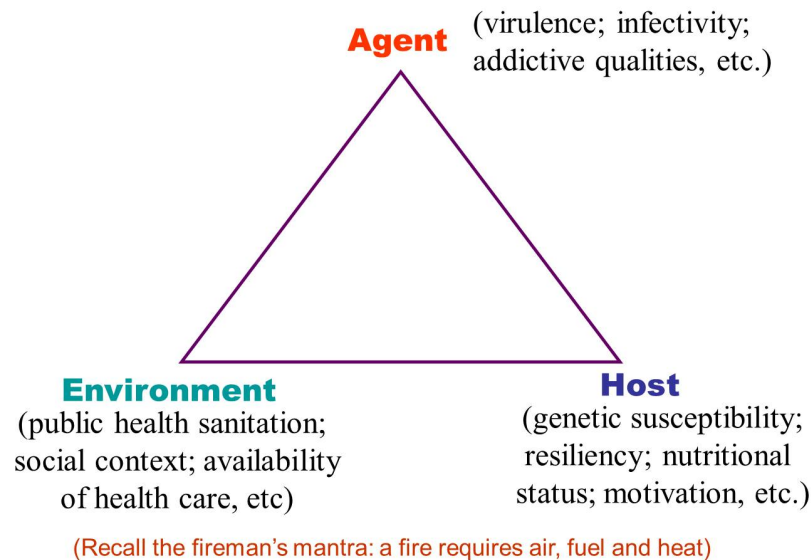 Agent
(virulence; infectivity;
addictive qualities, etc.)
Environment
(public health sanitation;
social context; availability
of health care, etc)
Host
(genetic susceptibility;
resiliency; nutritional
status; motivation, etc.)
(Recall the fireman’s mantra: a fire requires air, fuel and heat)